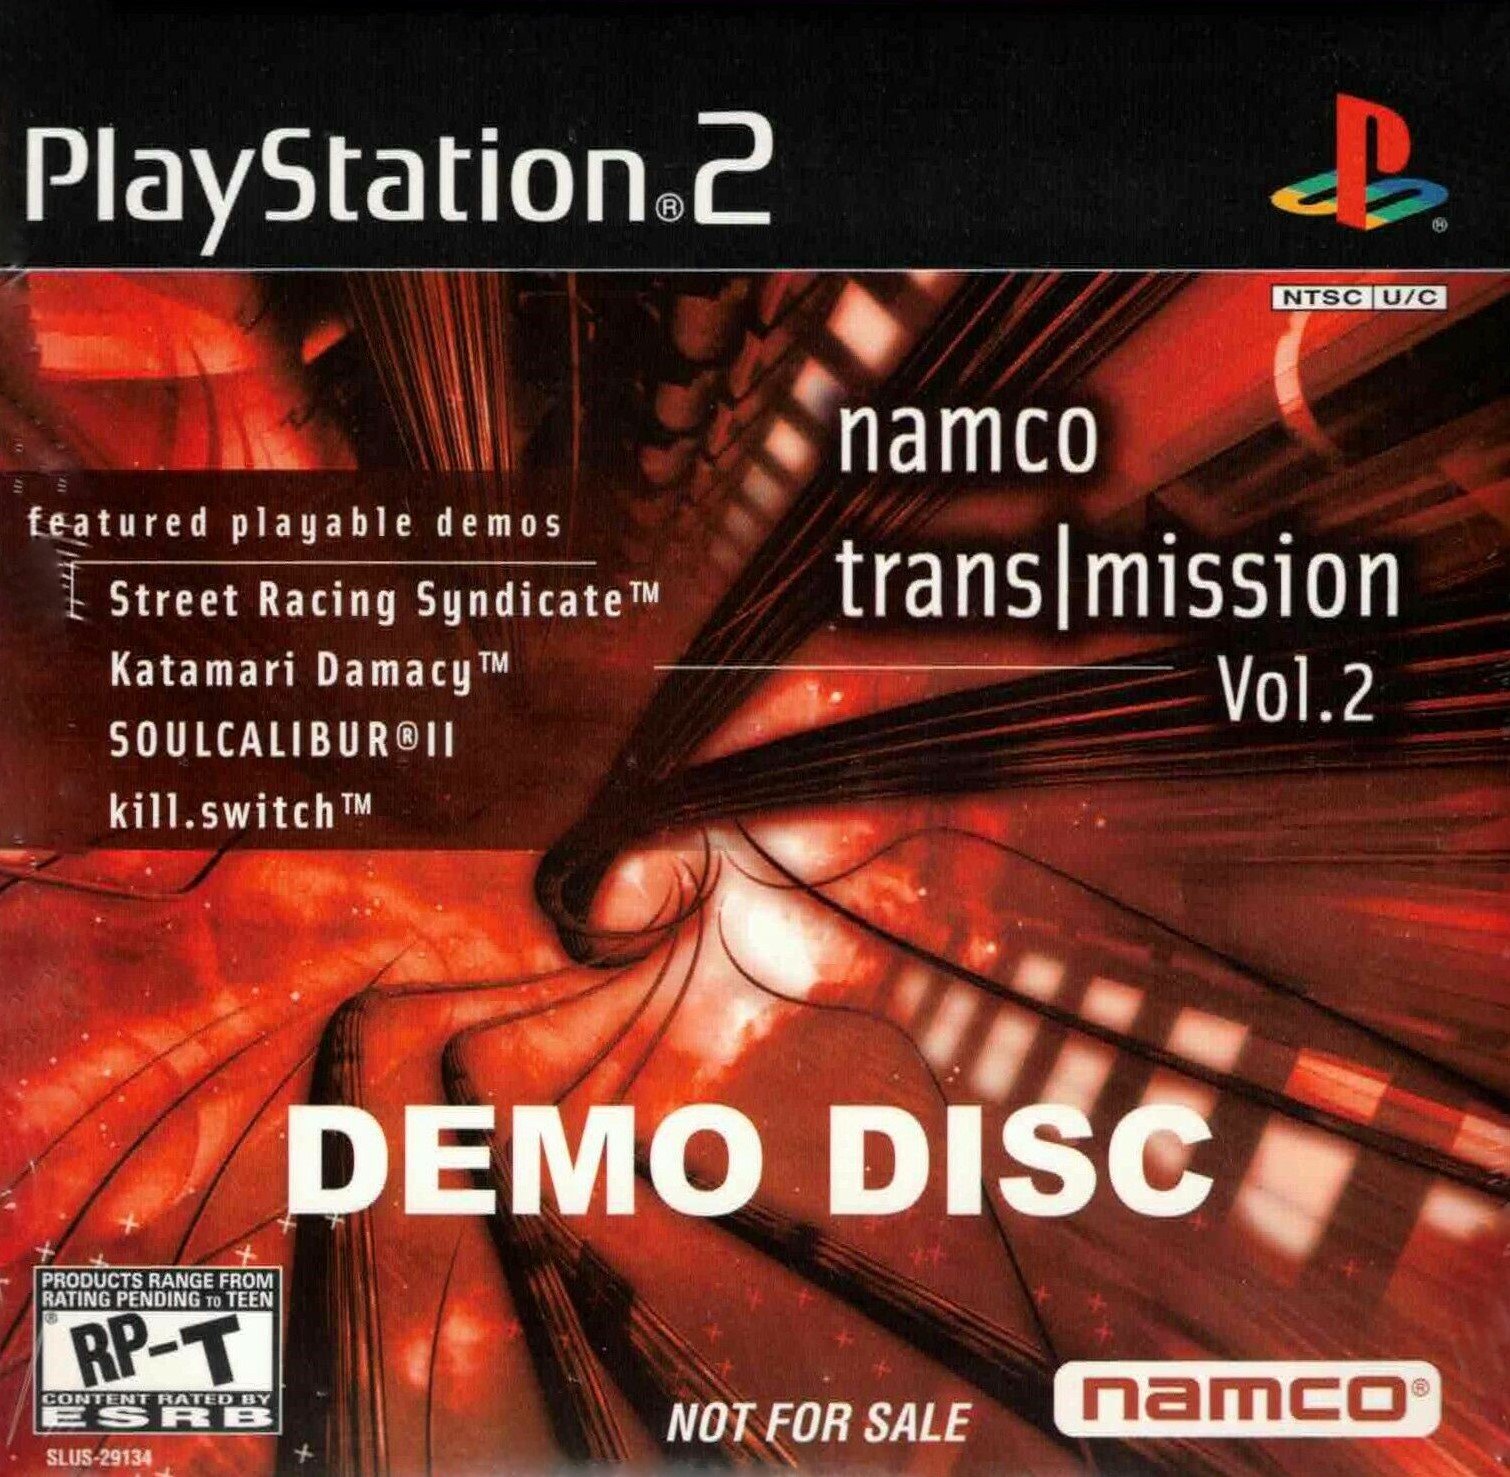 PlayStation®2
NTSC U/C
namco
trans|mission
Vol.2
featured playable demos
Street Racing Syndicate™
Katamari Damacy™
SOULCALIBUR®II
kill.switch™
DEMO DISC
PRODUCTS RANGE FROM
RATING PENDING TO TEEN
RP-T
CONTENT RATED BY
ESRB
SLUS-29134
NOT FOR SALE
namco®